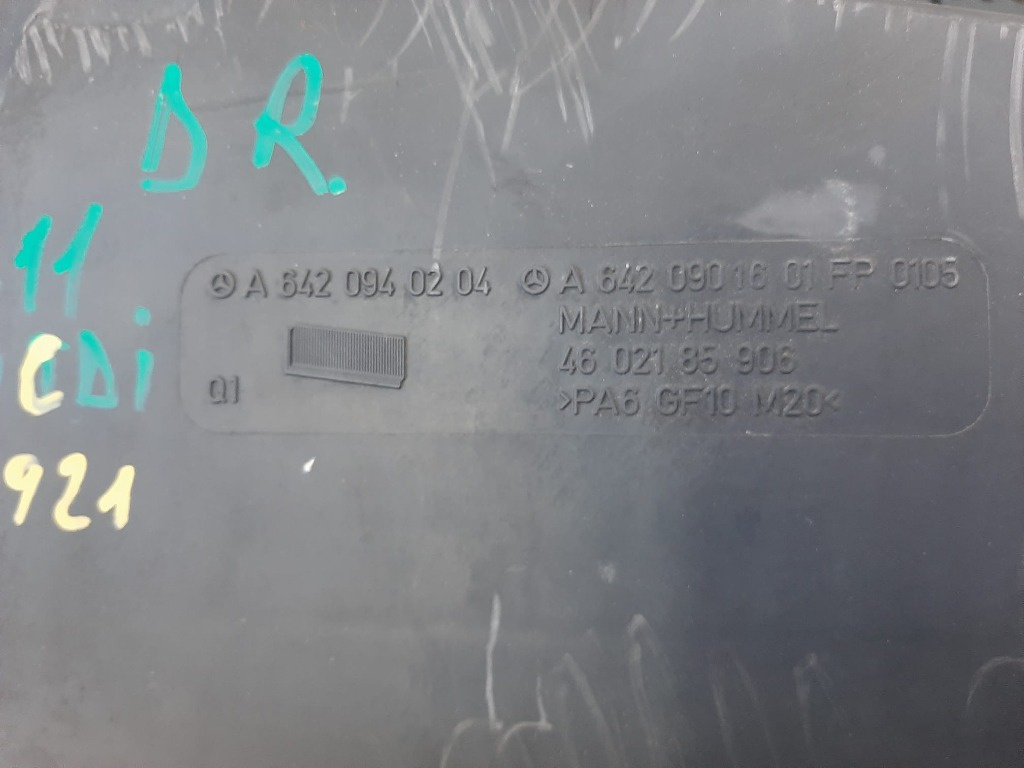 D R.
11
CDi
921
A 642 094 02 04
Q1
A 642 090 16 01 FP 0105
MANN+HUMMEL
46 021 85 906
>PA6 GF10 M20<